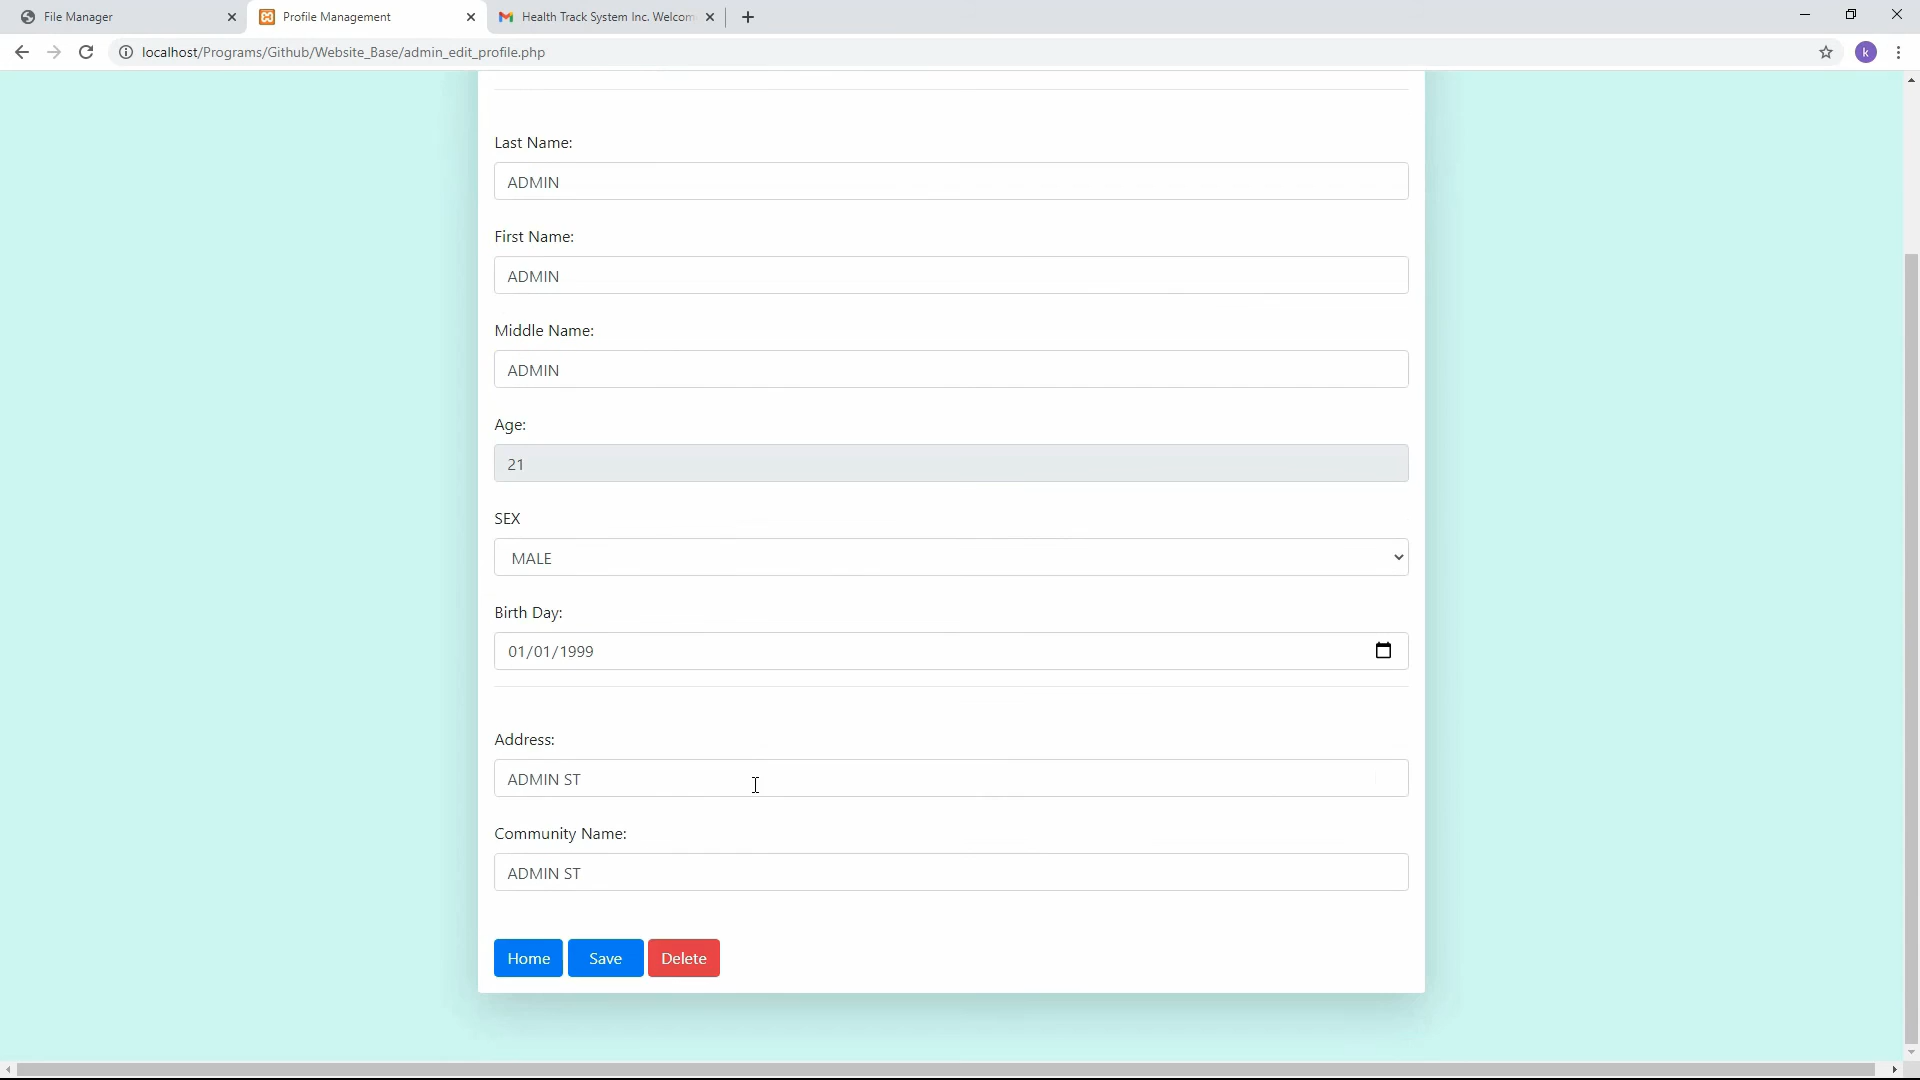 File Manager
Profile Management
Health Track System Inc. Welcom
localhost/Programs/Github/Website_Base/admin_edit_profile.php
k
Last Name:
ADMIN
First Name:
ADMIN
Middle Name:
ADMIN
Age:
21
SEX
MALE
Birth Day:
01/01/1999
Address:
ADMIN ST
Community Name:
ADMIN ST
Home Save Delete